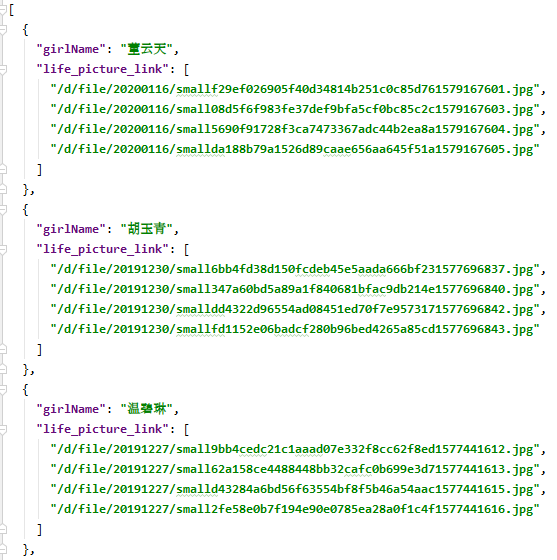 [
{
"girlName": "董云天",
"life_picture_link": [
"/d/file/20200116/smallf29ef026905f40d34814b251c0c85d761579167601.jpg",
"/d/file/20200116/small08d5f6f983fe37def9bfa5cf0bc85c2c1579167603.jpg",
"/d/file/20200116/small5690f91728f3ca7473367adc44b2ea8a1579167604.jpg",
"/d/file/20200116/smallda188b79a1526d89caae656aa645f51a1579167605.jpg"
]
},
{
"girlName": "胡玉青",
"life_picture_link": [
"/d/file/20191230/small6bb4fd38d150fcdeb45e5aada666bf231577696837.jpg",
"/d/file/20191230/small347a60bd5a89a1f840681bfac9db214e1577696840.jpg",
"/d/file/20191230/smalldd4322d96554ad08451ed70f7e9573171577696842.jpg",
"/d/file/20191230/smallfd1152e06badcf280b96bed4265a85cd1577696843.jpg"
]
},
{
"girlName": "温碧琳",
"life_picture_link": [
"/d/file/20191227/small9bb4cedc21c1aaad07e332f8cc62f8ed1577441612.jpg",
"/d/file/20191227/small62a158ce4488448bb32cafc0b699e3d71577441613.jpg",
"/d/file/20191227/smalld43284a6bd56f63554bf8f5b46a54aac1577441615.jpg",
"/d/file/20191227/small2fe58e0b7f194e90e0785ea28a0f1c4f1577441616.jpg"
]
},